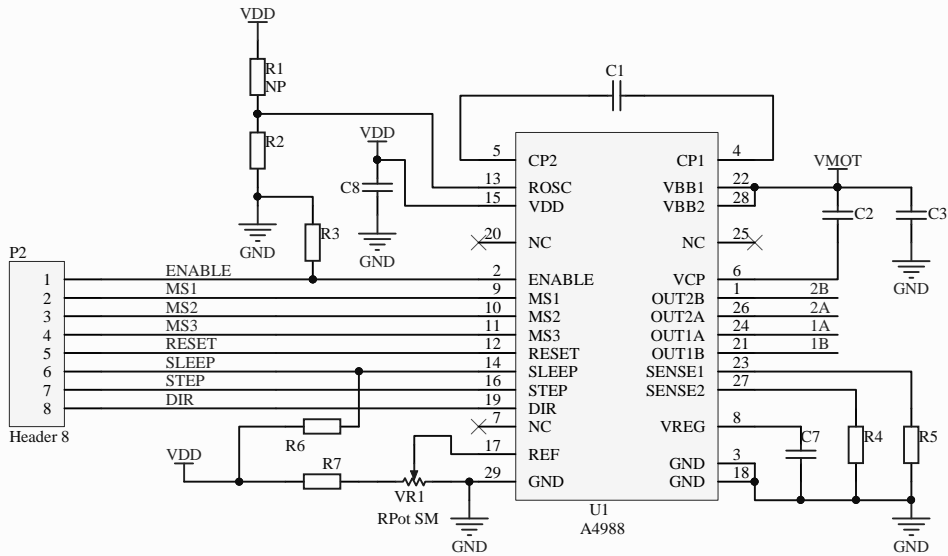 VDD
R1
NP
C1
R2
VDD
5 CP2 CP1 4
VMOT
13 ROSC VBB1 22
C8
15 VDD VBB2 28
C2 C3
R3
20 NC NC 25
GND GND
P2
ENABLE 2 ENABLE VCP 6
GND
1 MS1 9 MS1 OUT2B 1 2B
2 MS2 10 MS2 OUT2A 26 2A
3 MS3 11 MS3 OUT1A 24 1A
4 RESET 12 RESET OUT1B 21 1B
5 SLEEP 14 SLEEP SENSE1 23
6 STEP 16 STEP SENSE2 27
7 DIR 19 DIR
8
7 NC VREG 8
Header 8
R6 C7 R4 R5
17 REF
VDD
R7
GND 3
29 GND GND 18
VR1
RPot SM
U1
A4988
GND GND